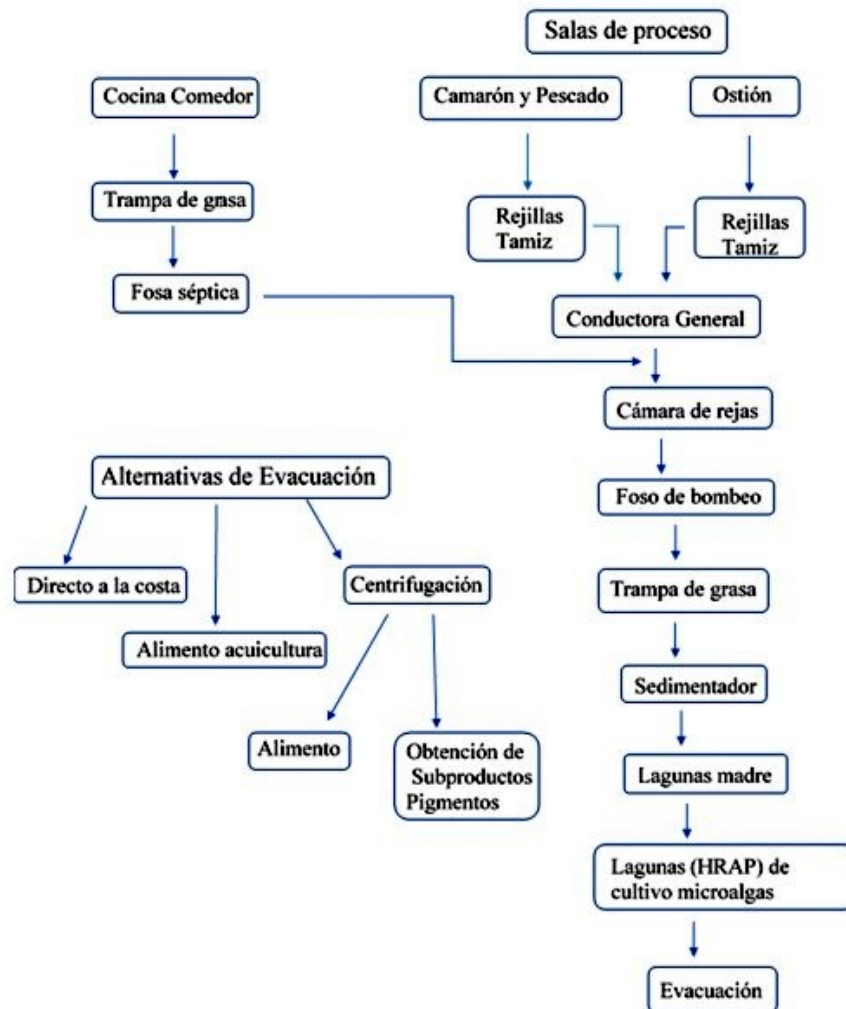 Salas de proceso
Cocina Comedor
Camarón y Pescado
Ostión
Trampa de grasa
Rejillas
Tamiz
Rejillas
Tamiz
Fosa séptica
Conductora General
Cámara de rejas
Alternativas de Evacuación
Foso de bombeo
Directo a la costa
Centrifugación
Trampa de grasa
Alimento acuicultura
Sedimentador
Alimento
Obtención de
Subproductos
Pigmentos
Lagunas madre
Lagunas (HRAP) de
cultivo microalgas
Evacuación